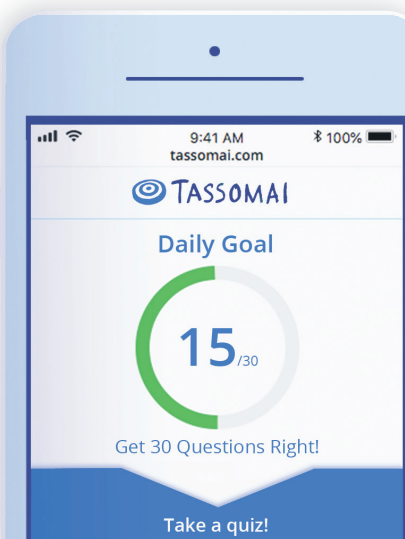 9:41 AM
100%
tassomai.com
TASSOMAI
Daily Goal
15/30
Get 30 Questions Right!
Take a quiz!